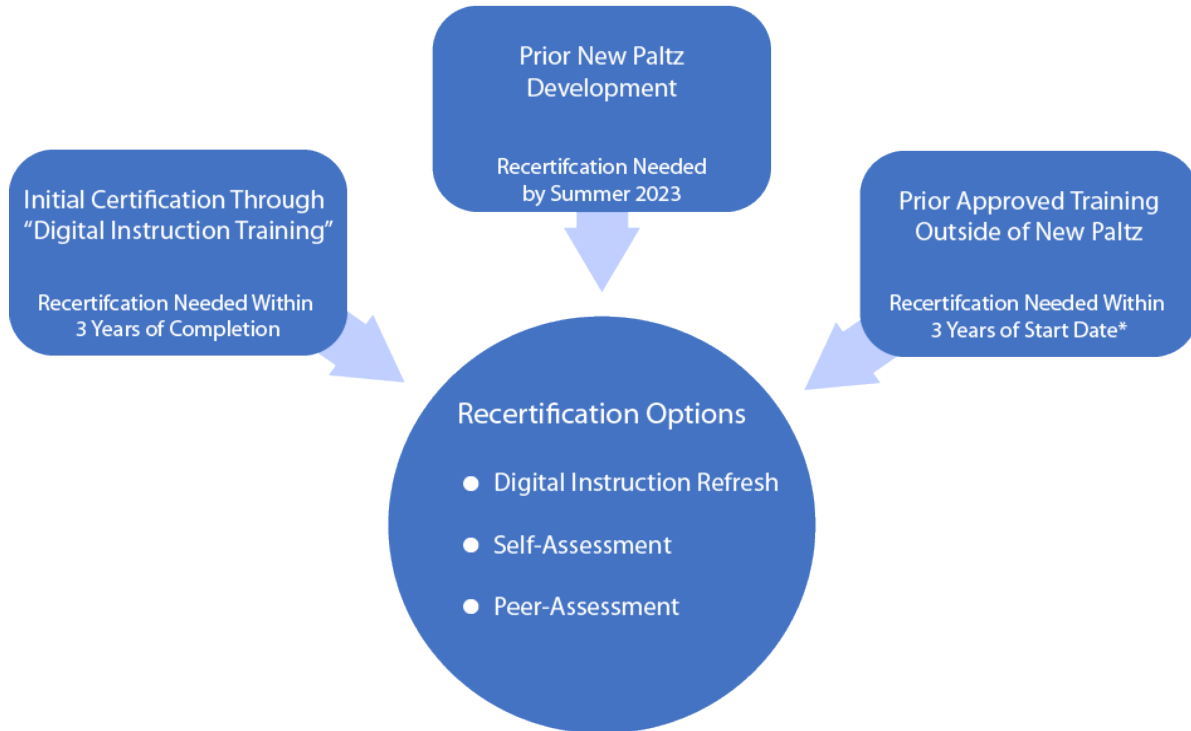 Prior New Paltz
Development
Recertifcation Needed
by Summer 2023
Initial Certification Through
“Digital Instruction Training”
Recertifcation Needed Within
3 Years of Completion
Prior Approved Training
Outside of New Paltz
Recertifcation Needed Within
3 Years of Start Date*
Recertification Options
● Digital Instruction Refresh
● Self-Assessment
● Peer-Assessment